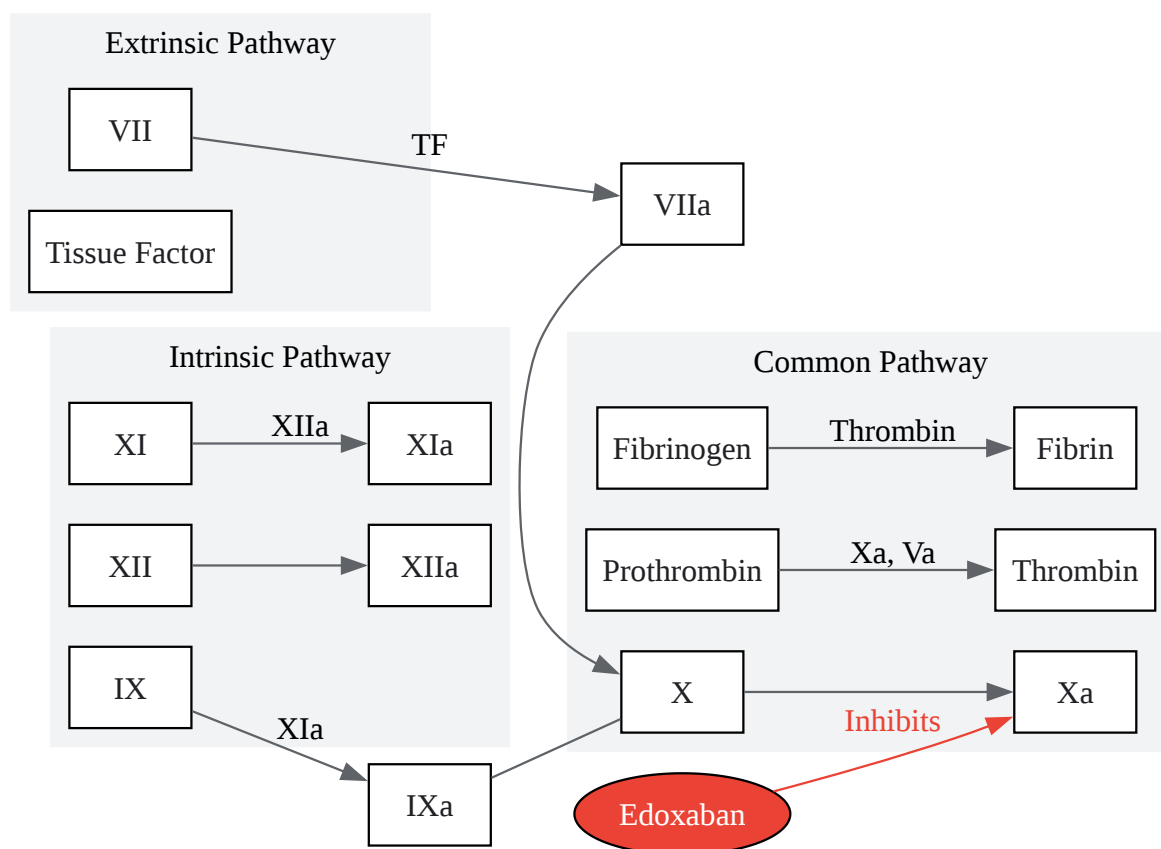 Extrinsic Pathway
VII
TF
VIIa
Tissue Factor
Intrinsic Pathway
XI
XIIa
XIa
XII
XIIa
IX
XIa
IXa
Common Pathway
Fibrinogen
Thrombin
Fibrin
Prothrombin
Xa, Va
Thrombin
X
Xa
Inhibits
Edoxaban